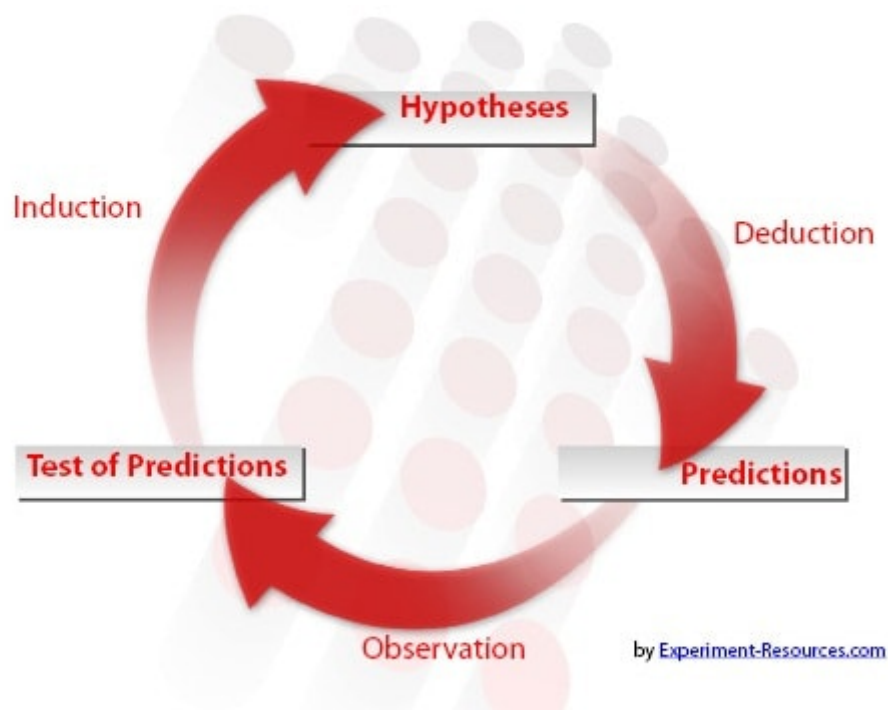 Hypotheses
Induction
Deduction
Test of Predictions
Predictions
Observation
by Experiment-Resources.com